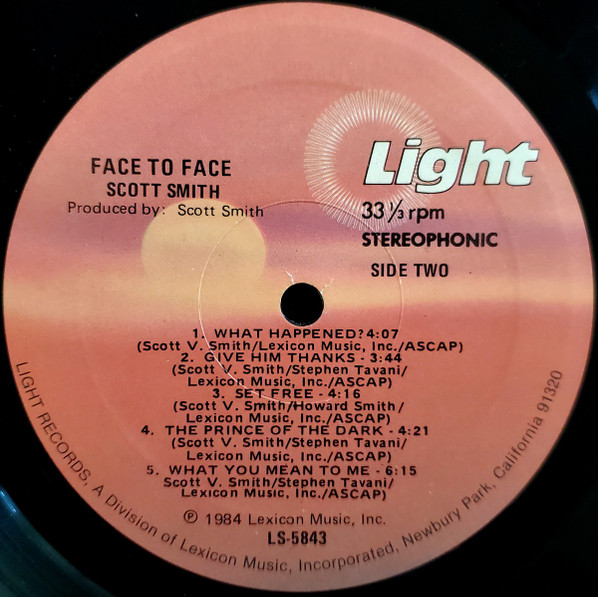 FACE TO FACE
SCOTT SMITH
Produced by: Scott Smith
Light
33 1/3 rpm
STEREOPHONIC
SIDE TWO
1. WHAT HAPPENED? 4:07
(Scott V. Smith/Lexicon Music, Inc./ASCAP)
2. GIVE HIM THANKS - 3:44
(Scott V. Smith/Stephen Tavani/
Lexicon Music, Inc./ASCAP)
3. SET FREE - 4:16
(Scott V. Smith/Howard Smith/
Lexicon Music, Inc./ASCAP)
4. THE PRINCE OF THE DARK - 4:21
(Scott V. Smith/Stephen Tavani/
Lexicon Music, Inc./ASCAP)
5. WHAT YOU MEAN TO ME - 6:15
Scott V. Smith/Stephen Tavani/
Lexicon Music, Inc./ASCAP)
℗ 1984 Lexicon Music, Inc.
LS-5843
LIGHT RECORDS, A Division of Lexicon Music, Incorporated, Newbury Park, California 91320